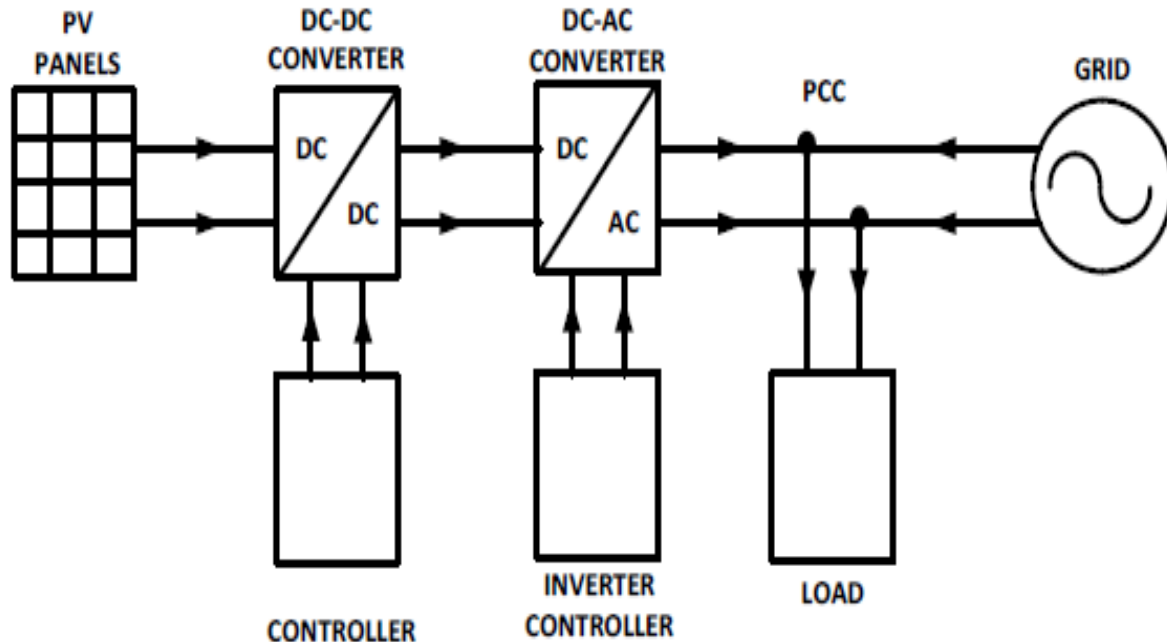 PV
PANELS
DC-DC
CONVERTER
DC-AC
CONVERTER
PCC
GRID
DC
DC
DC
AC
CONTROLLER
INVERTER
CONTROLLER
LOAD